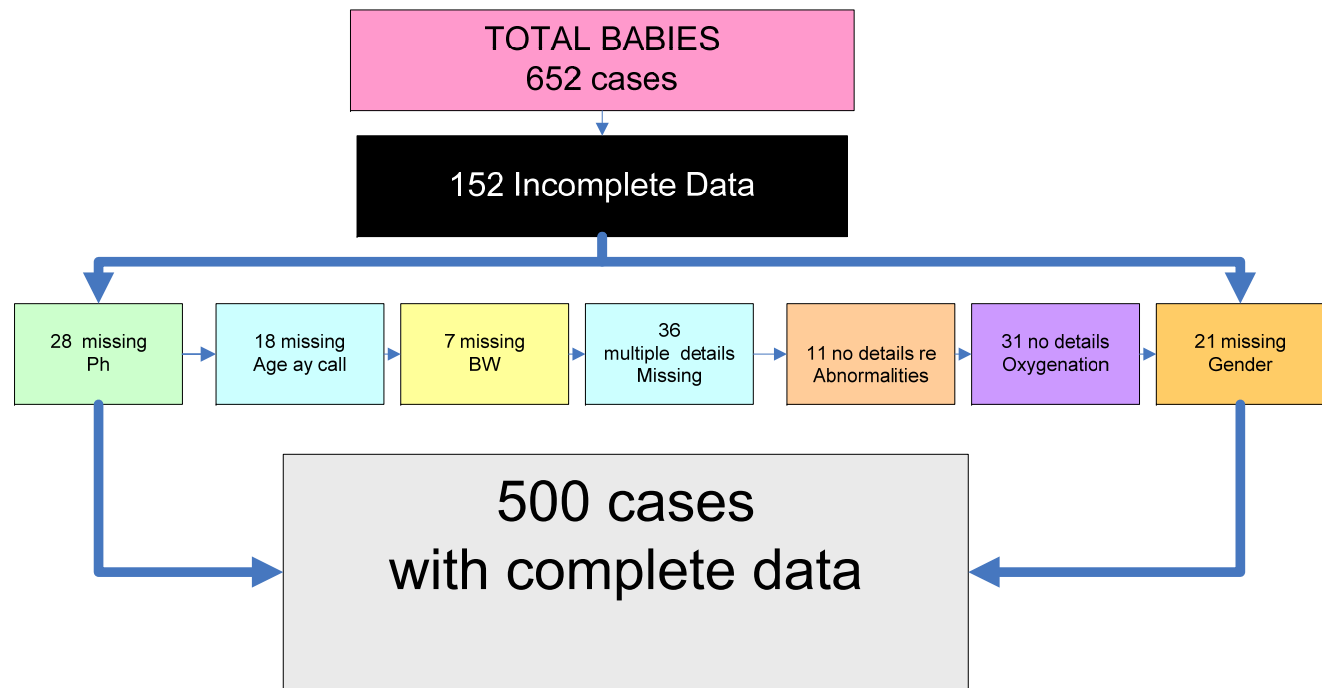 TOTAL BABIES
652 cases
152 Incomplete Data
28 missing
Ph
18 missing
Age ay call
7 missing
BW
36
multiple details
Missing
11 no details re
Abnormalities
31 no details
Oxygenation
21 missing
Gender
500 cases
with complete data